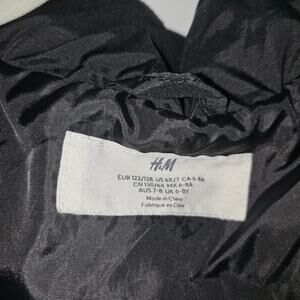 H&M
EUR 122/128 US 6X/7 CA 6-8A
CN 130/64 MX 6-8A
AUS 7-8 UK 6-8Y
Made in China
Fabriqué en Chine